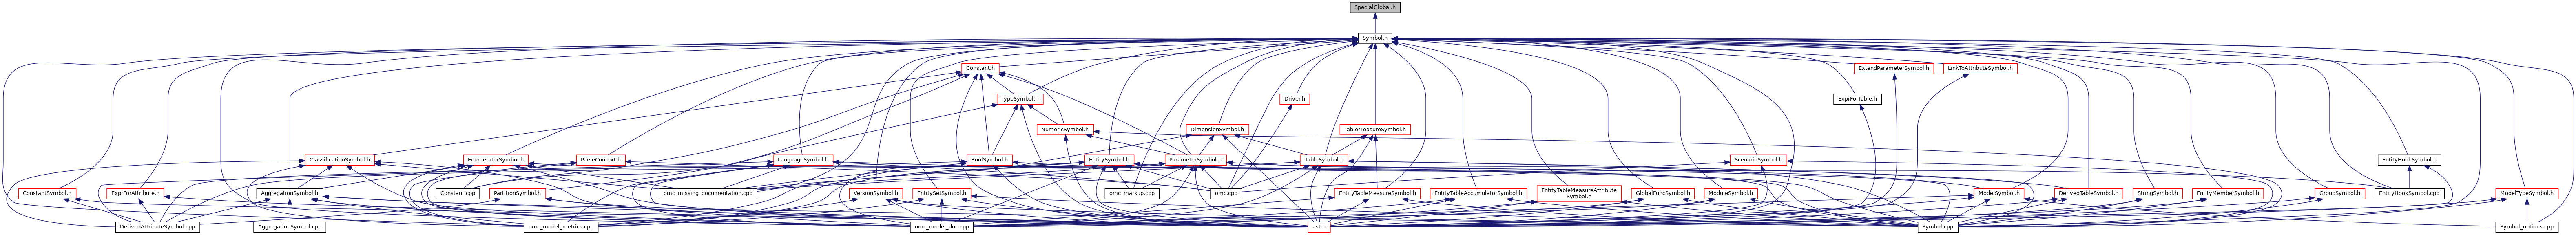 SpecialGlobal.h
Symbol.h
Constant.h
ExtendParameterSymbol.h
LinkToAttributeSymbol.h
TypeSymbol.h
Driver.h
ExprForTable.h
NumericSymbol.h
DimensionSymbol.h
TableMeasureSymbol.h
ClassificationSymbol.h
EnumeratorSymbol.h
ParseContext.h
LanguageSymbol.h
BoolSymbol.h
EntitySymbol.h
ParameterSymbol.h
TableSymbol.h
ScenarioSymbol.h
EntityHookSymbol.h
ConstantSymbol.h
ExprForAttribute.h
AggregationSymbol.h
Constant.cpp
PartitionSymbol.h
omc_missing_documentation.cpp
VersionSymbol.h
EntitySetSymbol.h
omc_markup.cpp
omc.cpp
EntityTableMeasureSymbol.h
EntityTableAccumulatorSymbol.h
EntityTableMeasureAttribute
Symbol.h
GlobalFuncSymbol.h
ModuleSymbol.h
ModelSymbol.h
DerivedTableSymbol.h
StringSymbol.h
EntityMemberSymbol.h
GroupSymbol.h
EntityHookSymbol.cpp
ModelTypeSymbol.h
DerivedAttributeSymbol.cpp
AggregationSymbol.cpp
omc_model_metrics.cpp
omc_model_doc.cpp
ast.h
Symbol.cpp
Symbol_options.cpp